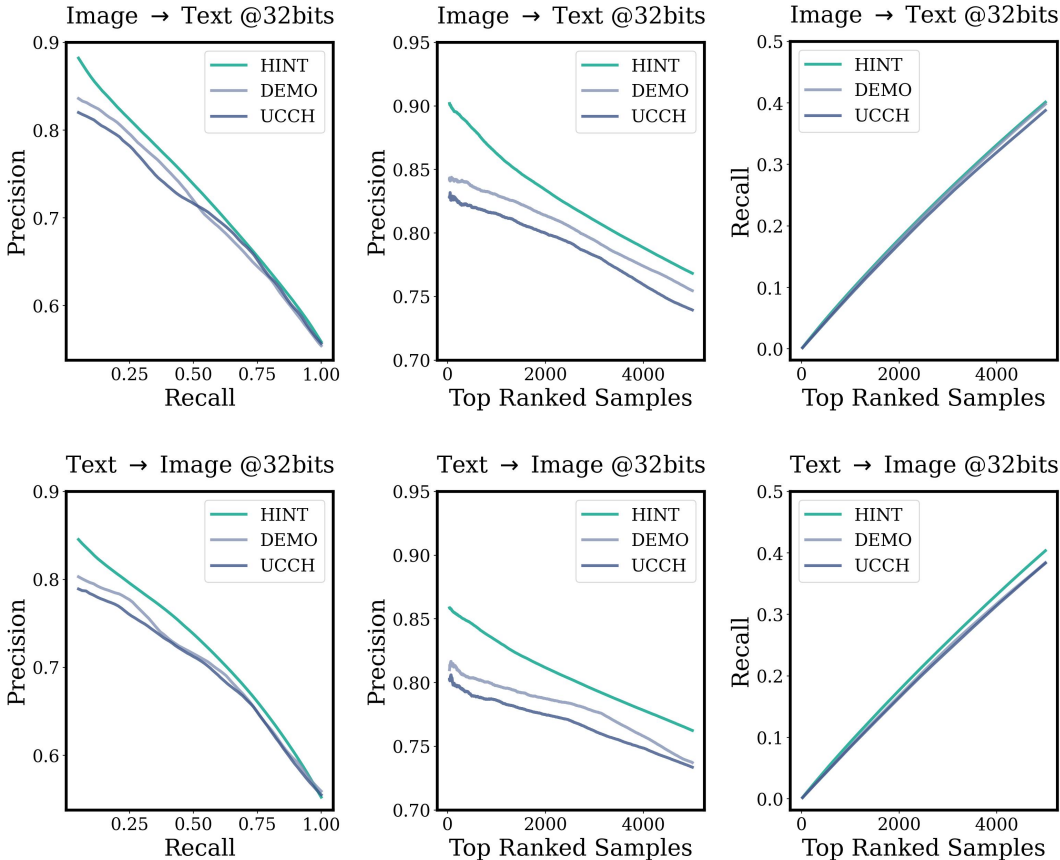 Image → Text @32bits
Precision
0.9
0.8
0.7
0.6
HINT
DEMO
UCCH
0.25 0.50 0.75 1.00
Recall
Image → Text @32bits
Precision
0.95
0.90
0.85
0.80
0.75
0.70
HINT
DEMO
UCCH
0 2000 4000
Top Ranked Samples
Image → Text @32bits
Recall
0.5
0.4
0.3
0.2
0.1
0.0
HINT
DEMO
UCCH
0 2000 4000
Top Ranked Samples
Text → Image @32bits
Precision
0.9
0.8
0.7
0.6
HINT
DEMO
UCCH
0.25 0.50 0.75 1.00
Recall
Text → Image @32bits
Precision
0.95
0.90
0.85
0.80
0.75
0.70
HINT
DEMO
UCCH
0 2000 4000
Top Ranked Samples
Text → Image @32bits
Recall
0.5
0.4
0.3
0.2
0.1
0.0
HINT
DEMO
UCCH
0 2000 4000
Top Ranked Samples